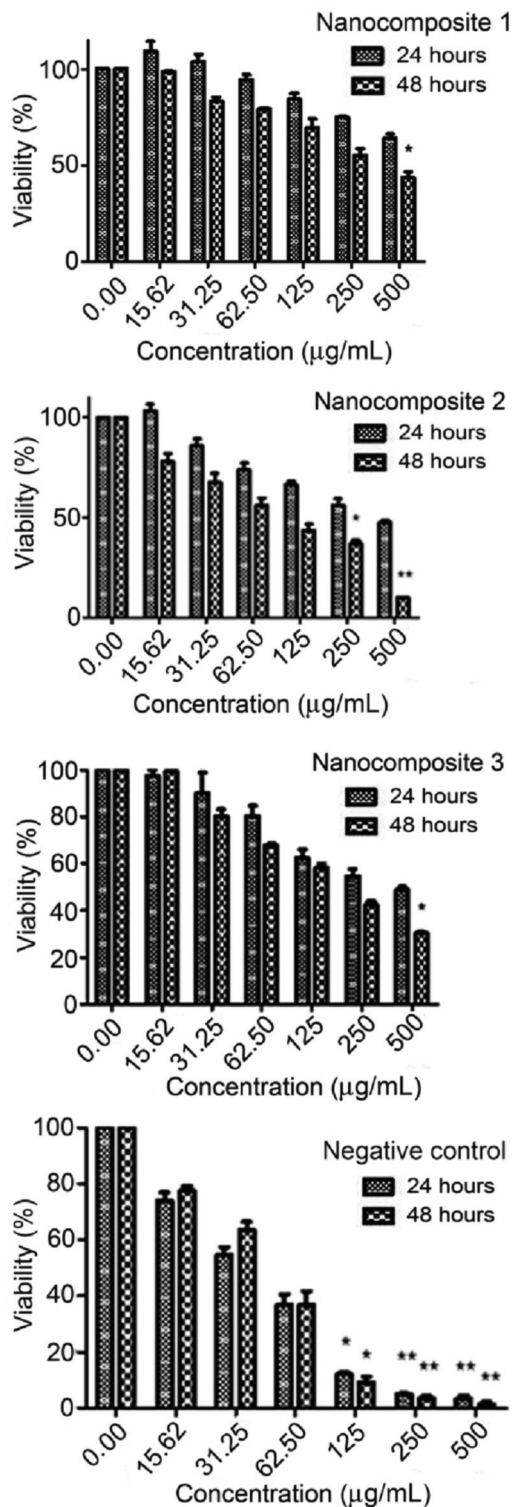 Nanocomposite 1
24 hours
48 hours
Viability (%)
100
50
0
*
0.00 15.62 31.25 62.50 125 250 500
Concentration (μg/mL)
Nanocomposite 2
24 hours
48 hours
Viability (%)
100
50
0
* **
0.00 15.62 31.25 62.50 125 250 500
Concentration (μg/mL)
Nanocomposite 3
24 hours
48 hours
Viability (%)
100
80
60
40
20
0
*
0.00 15.62 31.25 62.50 125 250 500
Concentration (μg/mL)
Negative control
24 hours
48 hours
Viability (%)
100
80
60
40
20
0
* * ** ** ** **
0.00 15.62 31.25 62.50 125 250 500
Concentration (μg/mL)